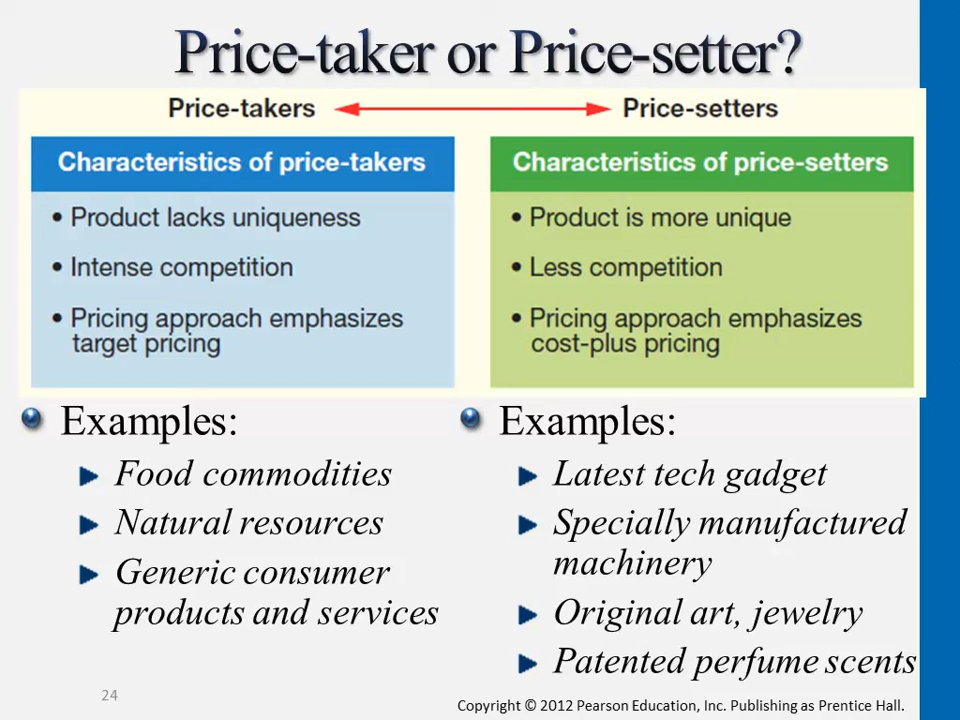 Price-taker or Price-setter?
Price-takers
Price-setters
Characteristics of price-takers
• Product lacks uniqueness
• Intense competition
• Pricing approach emphasizes
target pricing
Characteristics of price-setters
• Product is more unique
• Less competition
• Pricing approach emphasizes
cost-plus pricing
Examples:
Food commodities
Natural resources
Generic consumer
products and services
Examples:
Latest tech gadget
Specially manufactured
machinery
Original art, jewelry
Patented perfume scents
24
Copyright © 2012 Pearson Education, Inc. Publishing as Prentice Hall.